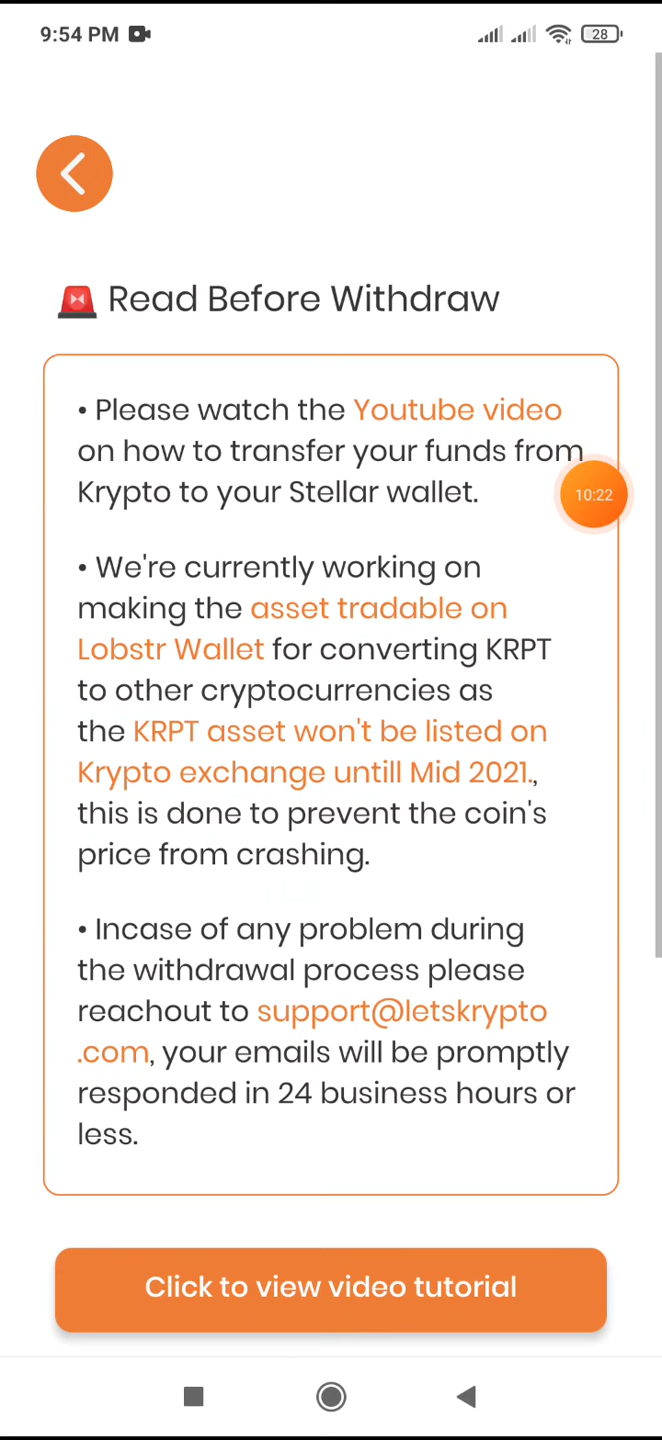 9:54 PM
28
Read Before Withdraw
• Please watch the Youtube video
on how to transfer your funds from
Krypto to your Stellar wallet.
10:22
• We're currently working on
making the asset tradable on
Lobstr Wallet for converting KRPT
to other cryptocurrencies as
the KRPT asset won't be listed on
Krypto exchange untill Mid 2021.,
this is done to prevent the coin's
price from crashing.
• Incase of any problem during
the withdrawal process please
reachout to support@letskrypto
.com, your emails will be promptly
responded in 24 business hours or
less.
Click to view video tutorial